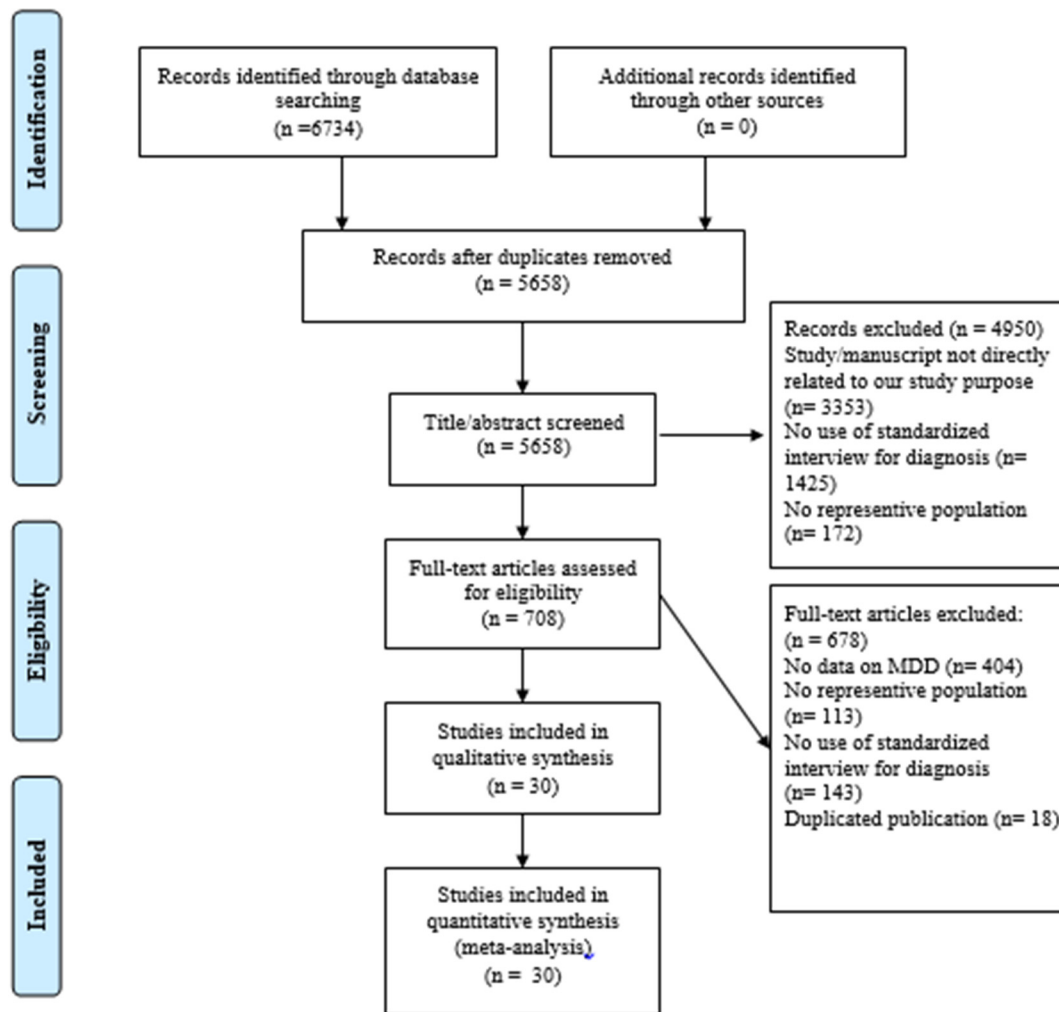 Identification
Records identified through database
searching
(n =6734)
Additional records identified
through other sources
(n = 0)
Records after duplicates removed
(n = 5658)
Screening
Title/abstract screened
(n = 5658)
Records excluded (n = 4950)
Study/manuscript not directly
related to our study purpose
(n= 3353)
No use of standardized
interview for diagnosis (n=
1425)
No representive population
(n= 172)
Eligibility
Full-text articles assessed
for eligibility
(n = 708)
Full-text articles excluded:
(n = 678)
No data on MDD (n= 404)
No representive population
(n= 113)
No use of standardized
interview for diagnosis
(n= 143)
Duplicated publication (n= 18)
Studies included in
qualitative synthesis
(n = 30)
Included
Studies included in
quantitative synthesis
(meta-analysis)
(n = 30)